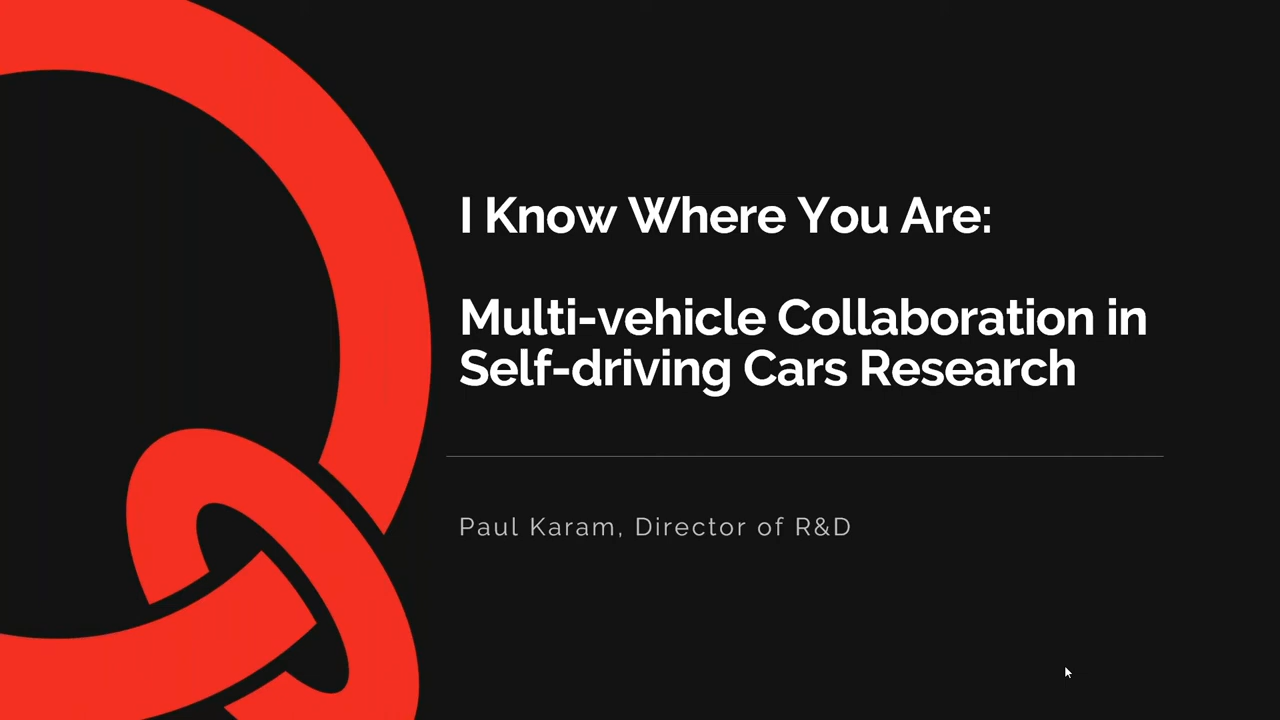 I Know Where You Are:
Multi-vehicle Collaboration in
Self-driving Cars Research
Paul Karam, Director of R&D